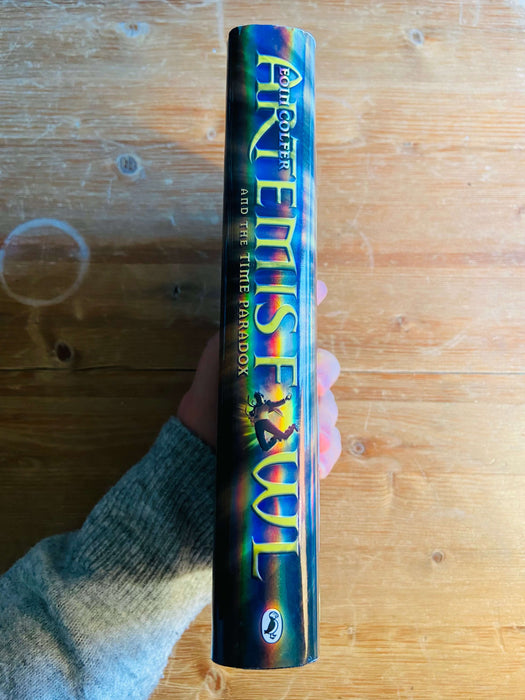 EOIN COLFER
ARTEMIS FOWL
AND THE TIME PARADOX